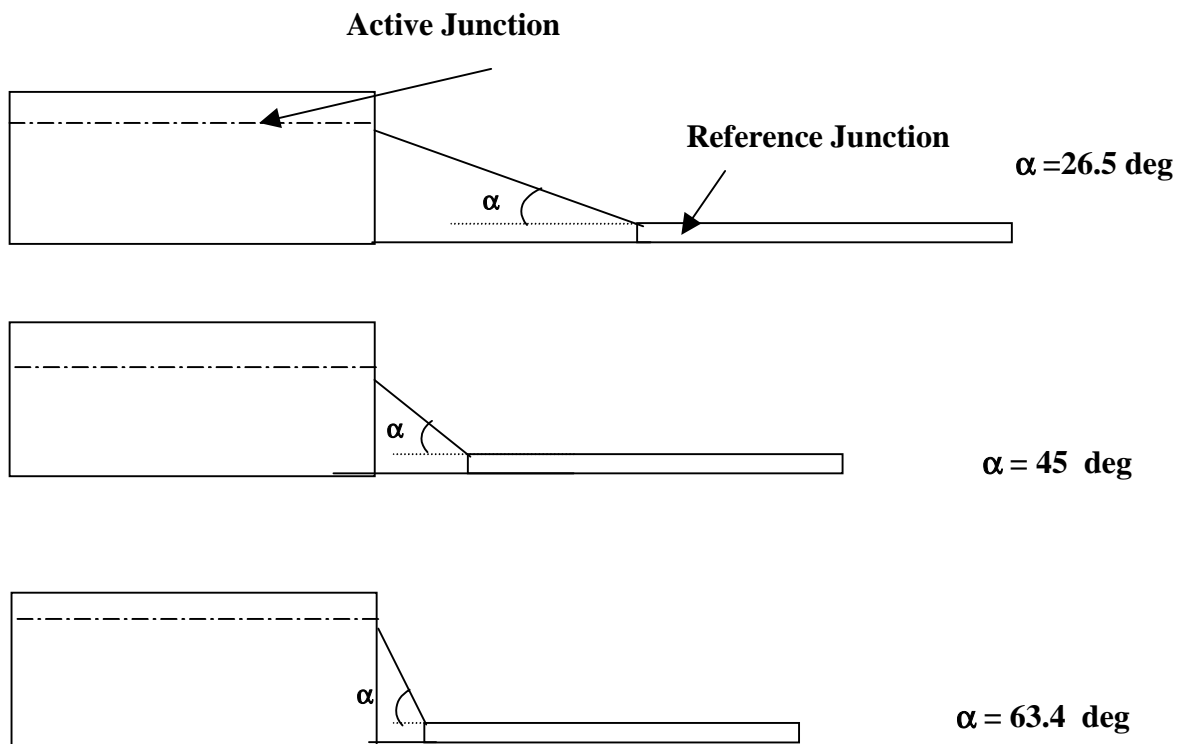 Active Junction
Reference Junction
α =26.5 deg
α
α
α = 45 deg
α
α = 63.4 deg